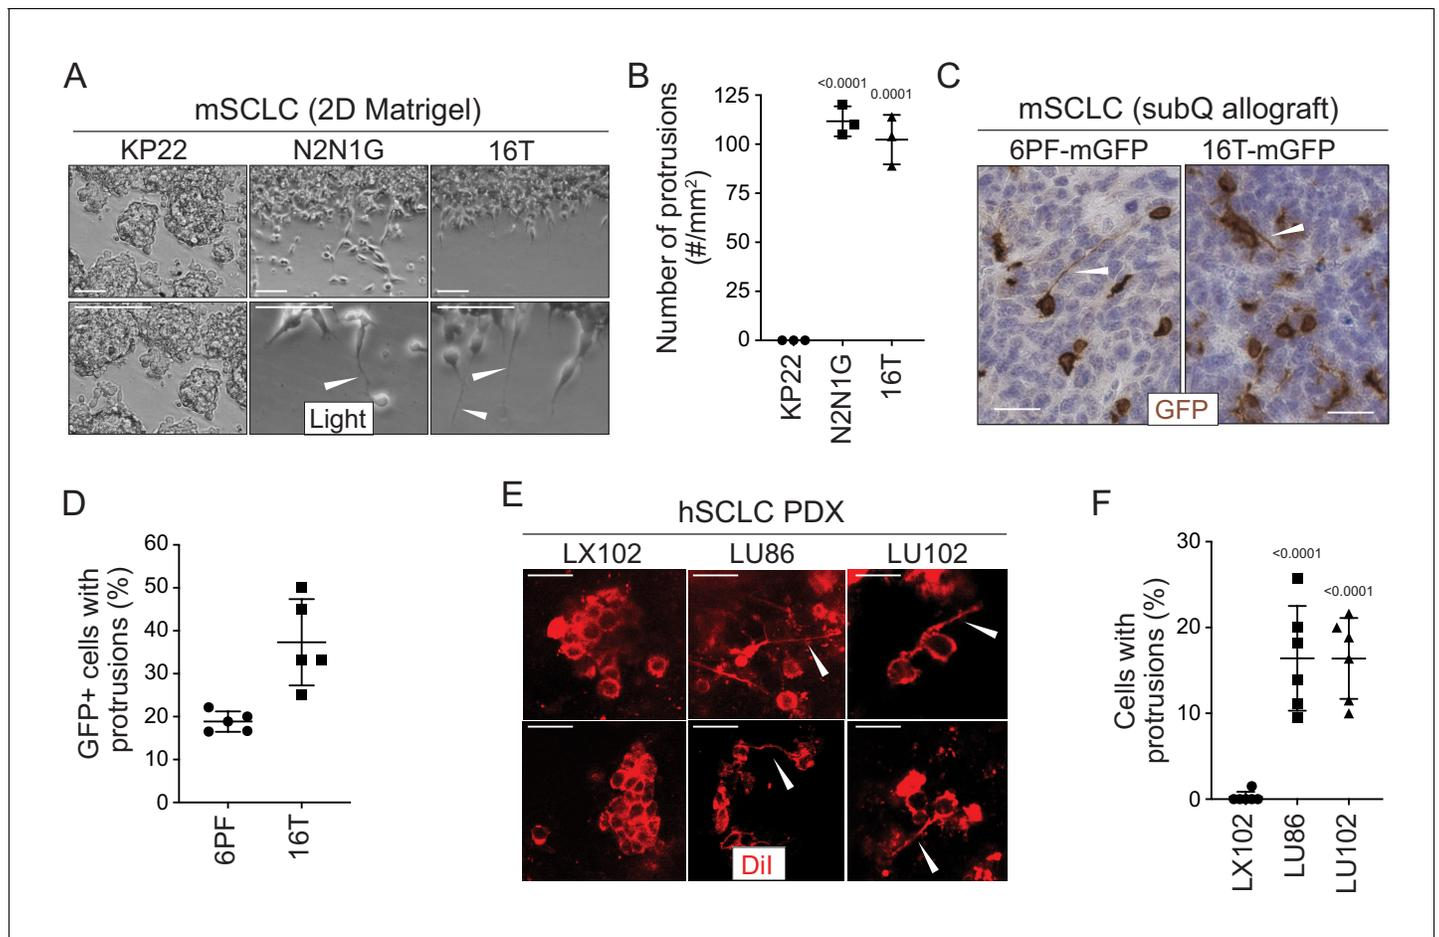 A
mSCLC (2D Matrigel)
KP22 N2N1G 16T
Light
B
Number of protrusions
(#/mm²)
125
100
75
50
25
0
<0.0001
0.0001
KP22
N2N1G
16T
C
mSCLC (subQ allograft)
6PF-mGFP 16T-mGFP
GFP
D
GFP+ cells with
protrusions (%)
60
50
40
30
20
10
0
6PF
16T
E
hSCLC PDX
LX102 LU86 LU102
DiI
F
Cells with
protrusions (%)
30
20
10
0
<0.0001
<0.0001
LX102
LU86
LU102